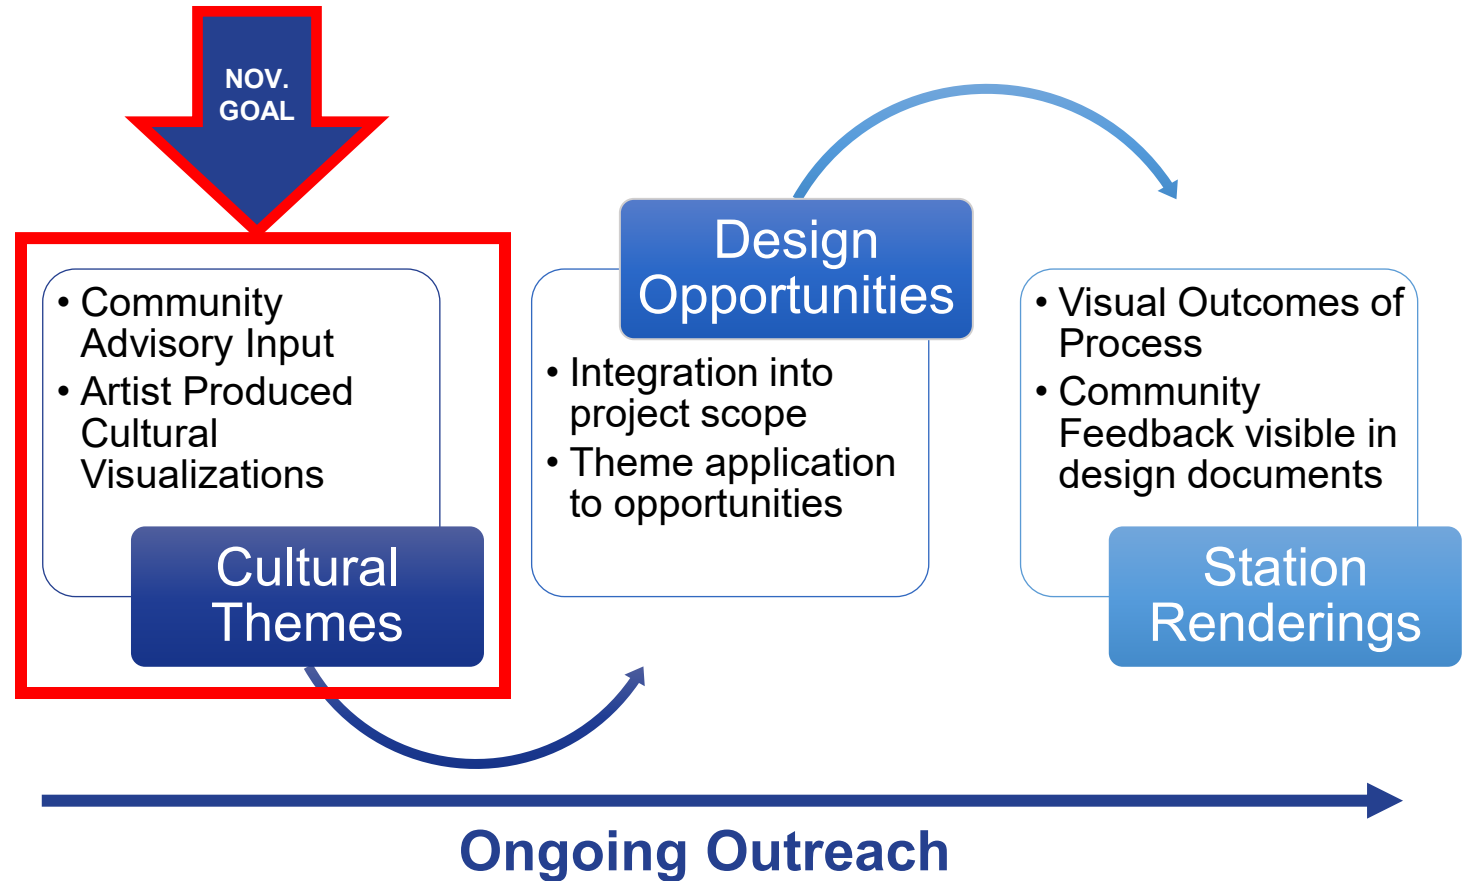 NOV.
GOAL
• Community
Advisory Input
• Artist Produced
Cultural
Visualizations
Cultural
Themes
Design
Opportunities
• Integration into
project scope
• Theme application
to opportunities
• Visual Outcomes of
Process
• Community
Feedback visible in
design documents
Station
Renderings
Ongoing Outreach